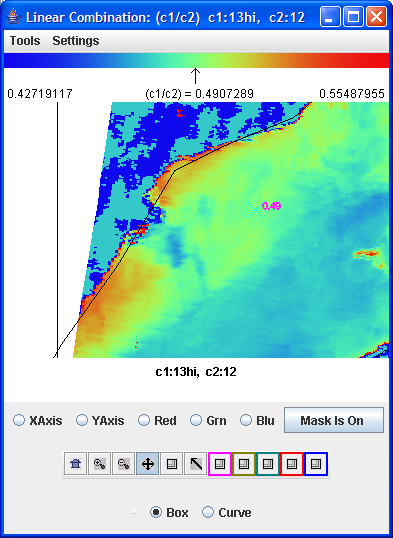 Linear Combination: (c1/c2) c1:13hi, c2:12
Tools Settings
0.42719117 (c1/c2) = 0.4907289 0.55487955
0.49
c1:13hi, c2:12
XAxis YAxis Red Grn Blu Mask Is On
Box Curve